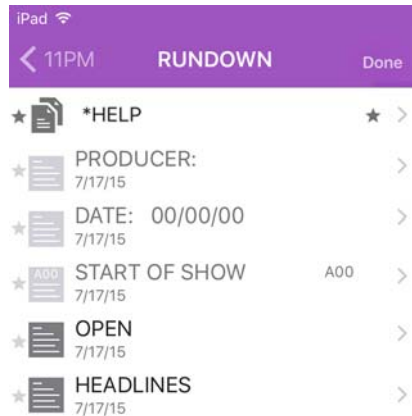 iPad
11PM RUNDOWN Done
*HELP
PRODUCER:
7/17/15
DATE: 00/00/00
7/17/15
A00 START OF SHOW A00
7/17/15
OPEN
7/17/15
HEADLINES
7/17/15